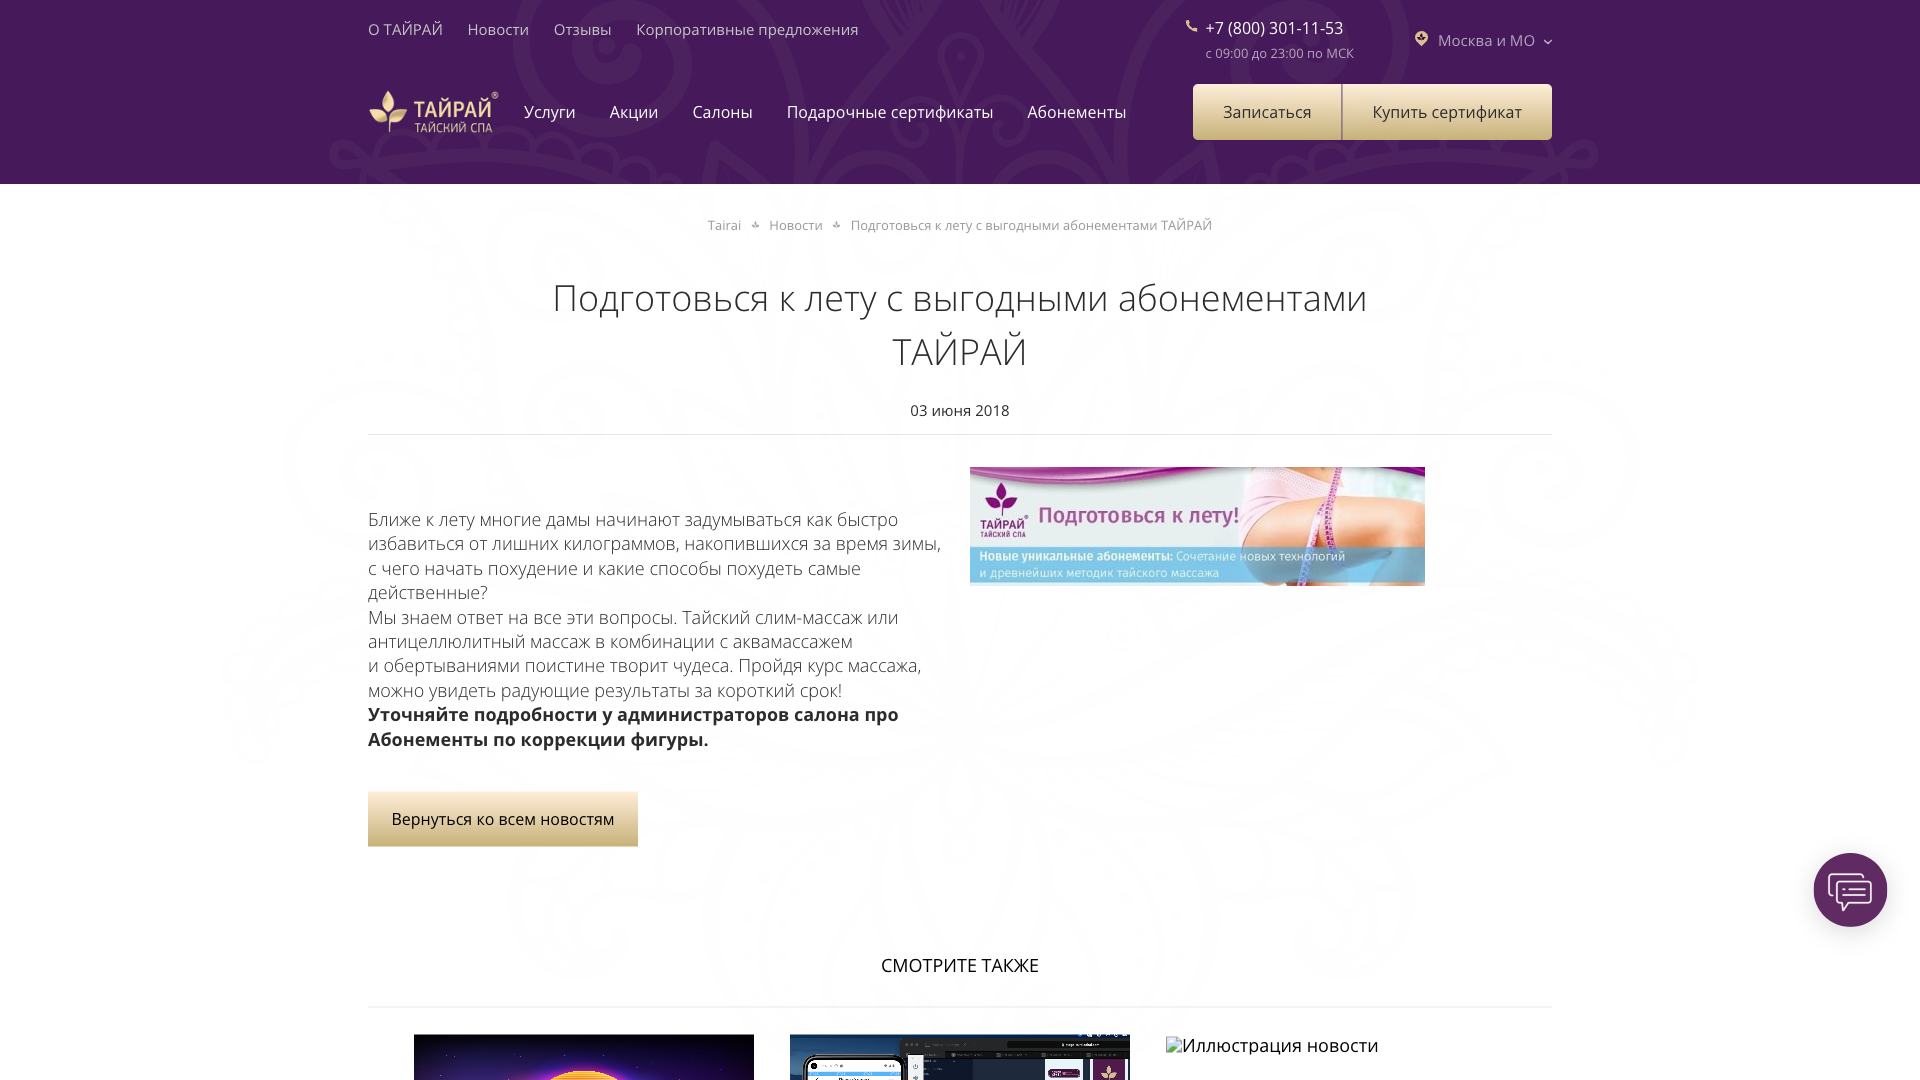 О ТАЙРАЙ Новости Отзывы Корпоративные предложения
+7 (800) 301-11-53
с 09:00 до 23:00 по МСК
Москва и МО
ТАЙРАЙ®
ТАЙСКИЙ СПА
Услуги Акции Салоны Подарочные сертификаты Абонементы
Записаться Купить сертификат
Tairai Новости Подготовься к лету с выгодными абонементами ТАЙРАЙ
Подготовься к лету с выгодными абонементами
ТАЙРАЙ
03 июня 2018
Ближе к лету многие дамы начинают задумываться как быстро
избавиться от лишних килограммов, накопившихся за время зимы,
с чего начать похудение и какие способы похудеть самые
действенные?
Мы знаем ответ на все эти вопросы. Тайский слим-массаж или
антицеллюлитный массаж в комбинации с аквамассажем
и обертываниями поистине творит чудеса. Пройдя курс массажа,
можно увидеть радующие результаты за короткий срок!
Уточняйте подробности у администраторов салона про
Абонементы по коррекции фигуры.
ТАЙРАЙ®
ТАЙСКИЙ СПА
Подготовься к лету!
Новые уникальные абонементы: Сочетание новых технологий
и древнейших методик тайского массажа
Вернуться ко всем новостям
СМОТРИТЕ ТАКЖЕ
Иллюстрация новости